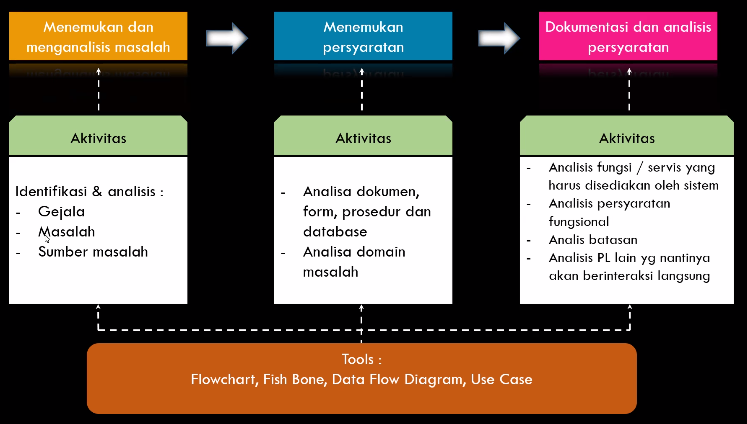 Menemukan dan
menganalisis masalah
Menemukan
persyaratan
Dokumentasi dan analisis
persyaratan
Aktivitas
Identifikasi & analisis :
- Gejala
- Masalah
- Sumber masalah
Aktivitas
- Analisa dokumen,
form, prosedur dan
database
- Analisa domain
masalah
Aktivitas
- Analisis fungsi / servis yang
harus disediakan oleh sistem
- Analisis persyaratan
fungsional
- Analis batasan
- Analisis PL lain yg nantinya
akan berinteraksi langsung
Tools :
Flowchart, Fish Bone, Data Flow Diagram, Use Case